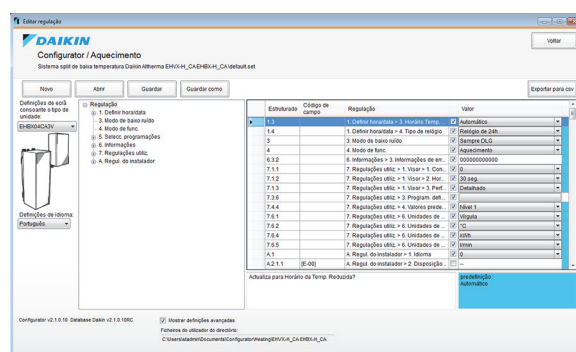 Editar regulação
DAIKIN
Voltar
Configurator / Aquecimento
Sistema split de baixa temperatura Daikin Altherma EHVX-H_CA\EHBX-H_CA\default.set
Novo
Abrir
Guardar
Guardar como
Exportar para csv
Definições de ecrã consoante o tipo de unidade:
EHBX04CA3V
Definições de idioma:
Português
Regulação
1. Definir hora/data
3. Modo de baixo ruído
4. Modo de func.
5. Selecc. programações
6. Informações
7. Regulações utiliz.
A. Regul. do instalador
Estruturado Código de campo Regulação Valor
1.3 1. Definir hora/data > 3. Horário Temp. ... Automático
1.4 1. Definir hora/data > 4. Tipo de relógio Relógio de 24h
3 3. Modo de baixo ruído Sempre DLG
4 4. Modo de func. Aquecimento
6.3.2 6. Informações > 3. Informações de err...
7.1.1 7. Regulações utiliz. > 1. Visor > 1. Con... 0
7.1.2 7. Regulações utiliz. > 1. Visor > 2. Hor... 30 seg.
7.1.3 7. Regulações utiliz. > 1. Visor > 3. Perf... Detalhado
7.3.6 7. Regulações utiliz. > 3. Program. defi...
7.4.4 7. Regulações utiliz. > 4. Valores prede... Nível 1
7.6.1 7. Regulações utiliz. > 6. Unidades de ... Vírgula
7.6.2 7. Regulações utiliz. > 6. Unidades de ... °C
7.6.4 7. Regulações utiliz. > 6. Unidades de ... kWh
7.6.5 7. Regulações utiliz. > 6. Unidades de ... l/min
A.1 A. Regul. do instalador > 1. Idioma 0
A.2.1.1 [E-00] A. Regul. do instalador > 2. Disposição... --
Actualiza para Horário da Temp. Reduzida?
predefinição:
Automático
Configurator v2.1.0.10 Database Daikin v2.1.0.10RC
Mostrar definições avançadas
Ficheiros do utilizador do directório: